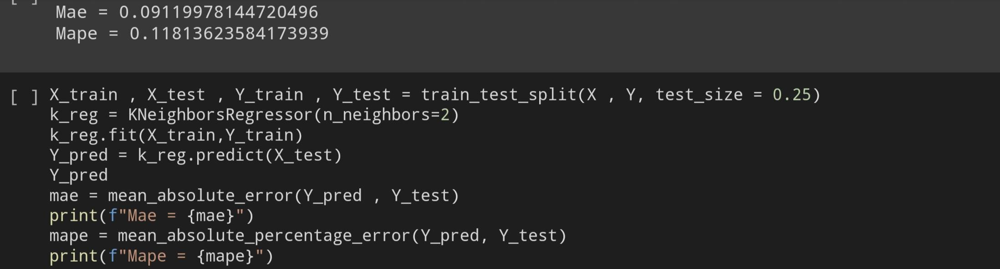 [ ]
Mae = 0.09119978144720496
Mape = 0.11813623584173939
[ ] X_train , X_test , Y_train , Y_test = train_test_split(X , Y, test_size = 0.25)
k_reg = KNeighborsRegressor(n_neighbors=2)
k_reg.fit(X_train,Y_train)
Y_pred = k_reg.predict(X_test)
Y_pred
mae = mean_absolute_error(Y_pred , Y_test)
print(f"Mae = {mae}")
mape = mean_absolute_percentage_error(Y_pred, Y_test)
print(f"Mape = {mape}")